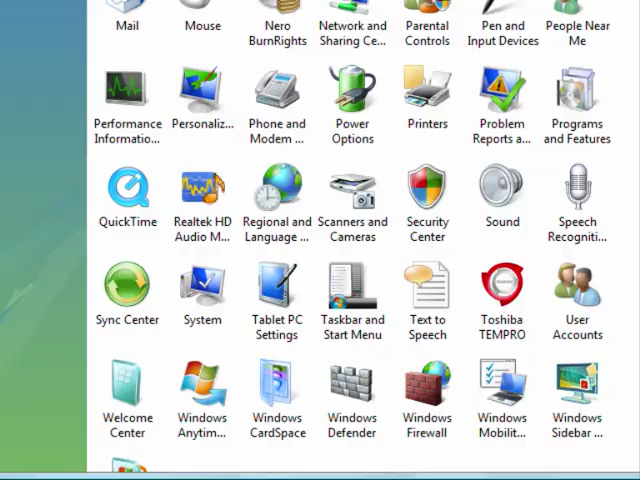 Mail
Mouse
Nero
BurnRights
Network and
Sharing Ce...
Parental
Controls
Pen and
Input Devices
People Near
Me
Performance
Informatio...
Personaliz...
Phone and
Modem ...
Power
Options
Printers
Problem
Reports a...
Programs
and Features
QuickTime
Realtek HD
Audio M...
Regional and
Language ...
Scanners and
Cameras
Security
Center
Sound
Speech
Recogniti...
Sync Center
System
Tablet PC
Settings
Taskbar and
Start Menu
Text to
Speech
Toshiba
TEMPRO
User
Accounts
Welcome
Center
Windows
Anytim...
Windows
CardSpace
Windows
Defender
Windows
Firewall
Windows
Mobilit...
Windows
Sidebar ...